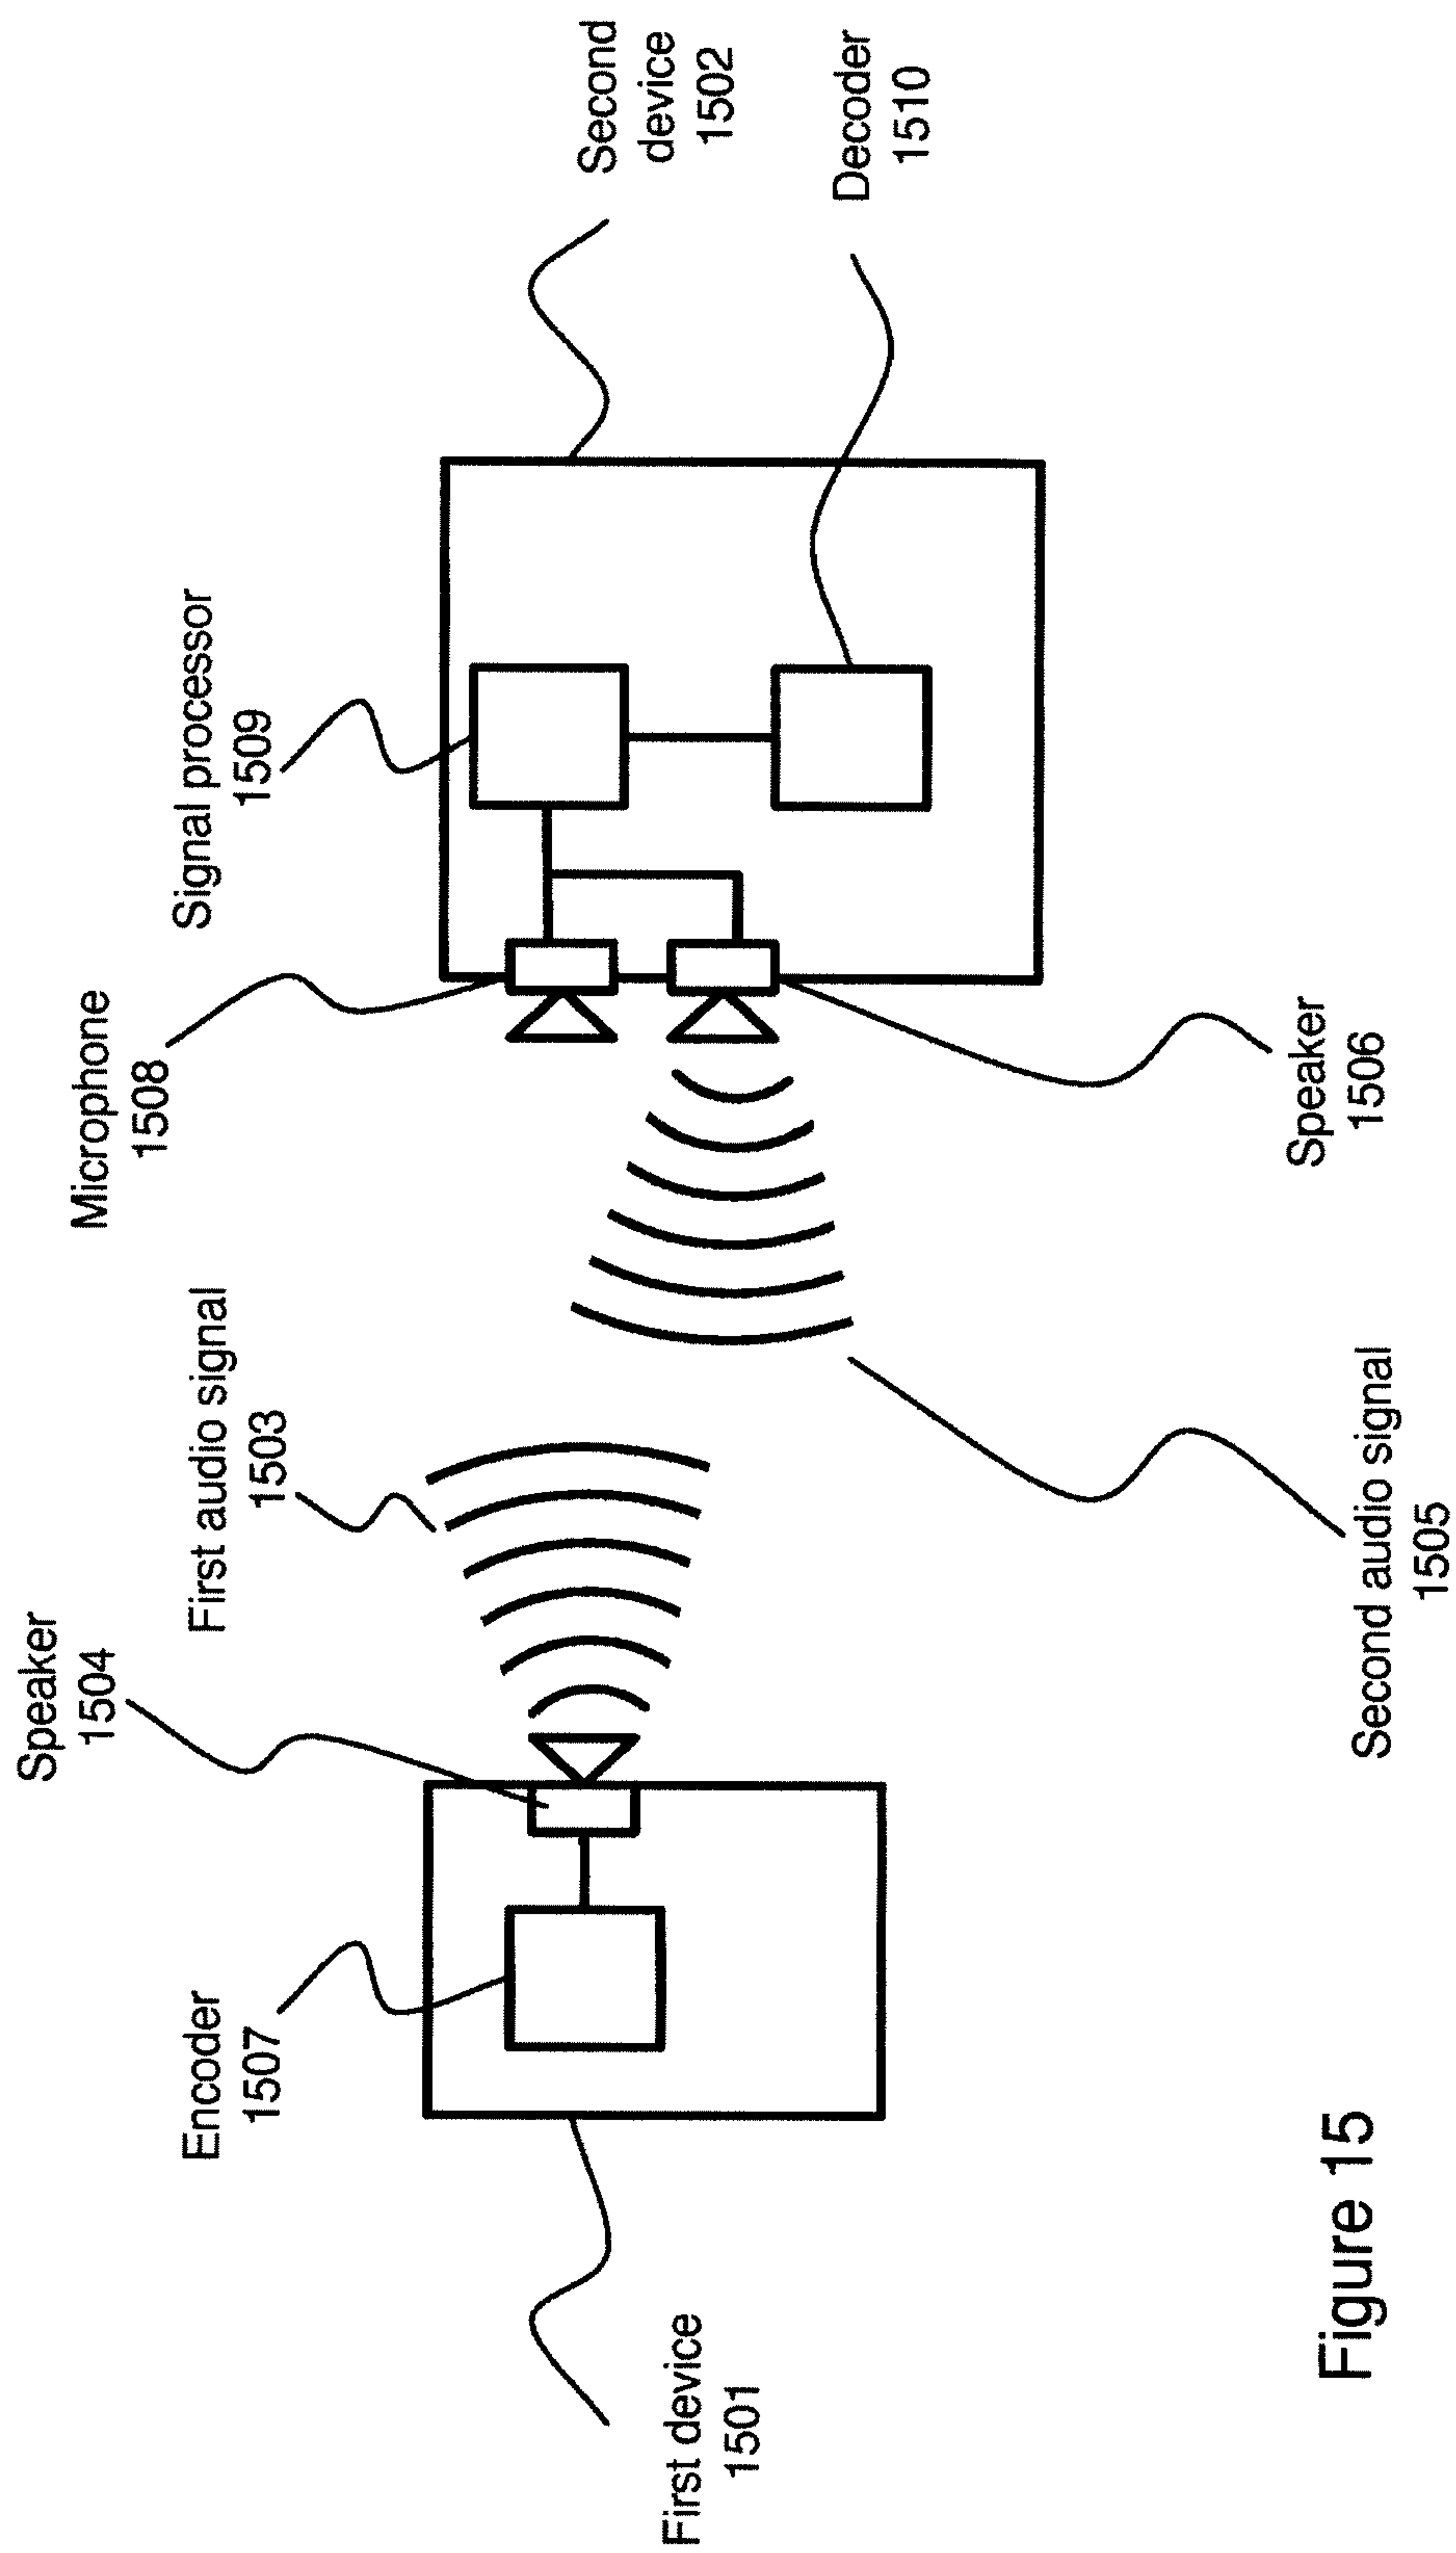 Speaker
1504
Microphone
1508
Signal processor
1509
First audio signal
1503
Encoder
1507
Second
device
1502
Decoder
1510
First device
1501
Speaker
1506
Second audio signal
1505
Figure 15